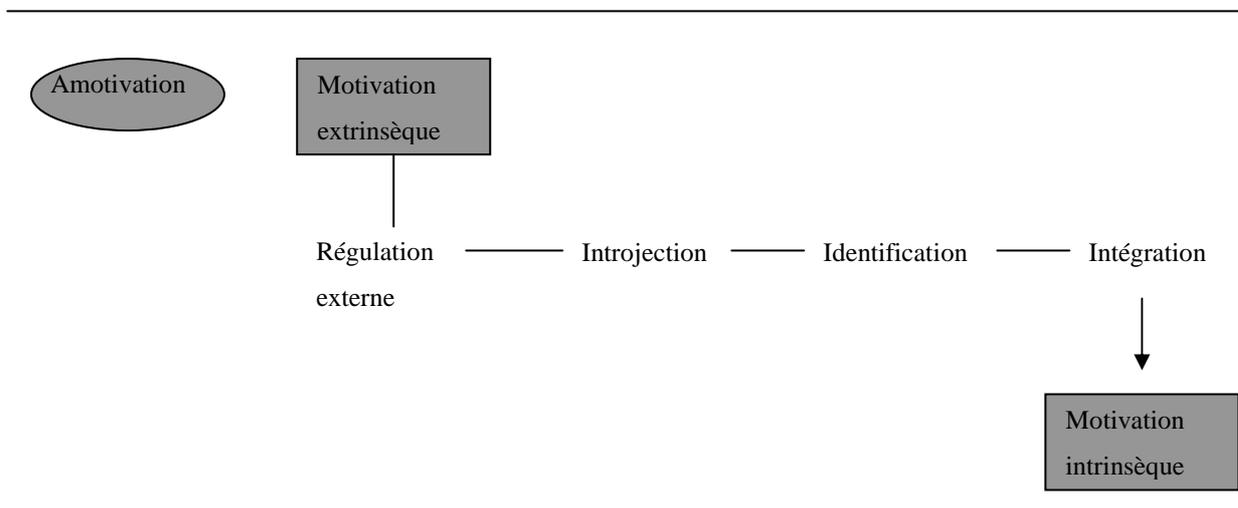 Amotivation
Motivation
extrinsèque
Régulation
externe
Introjection
Identification
Intégration
Motivation
intrinsèque